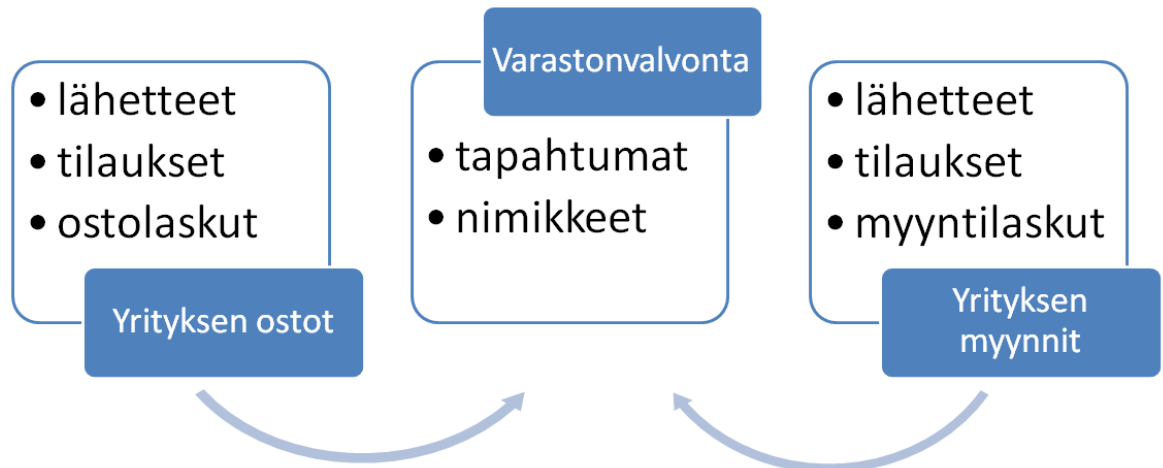 • lähetteet
• tilaukset
• ostolaskut
Yrityksen ostot
Varastonvalvonta
• tapahtumat
• nimikkeet
• lähetteet
• tilaukset
• myyntilaskut
Yrityksen
myynnit